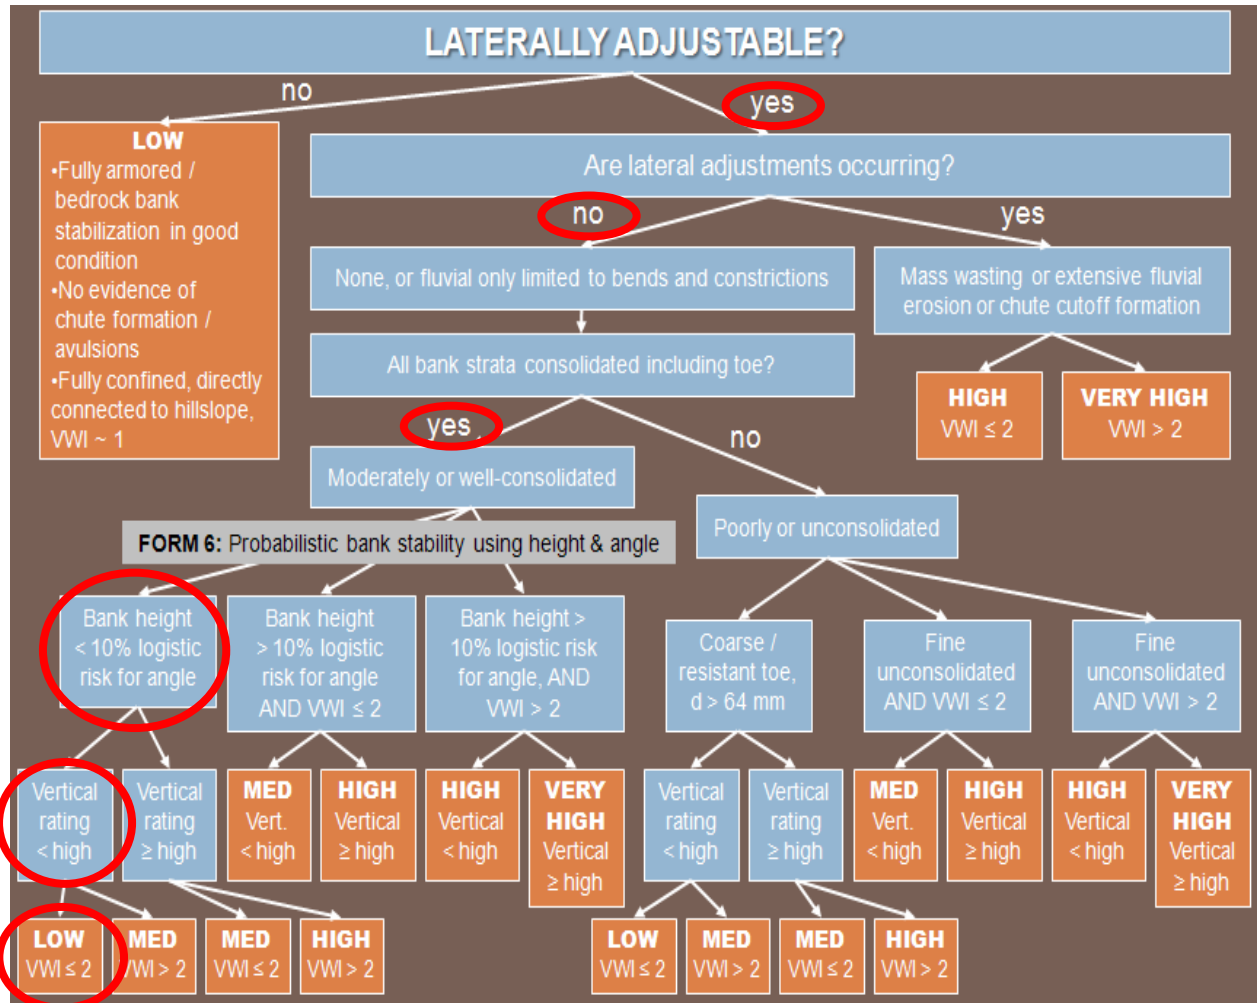 LATERALLY ADJUSTABLE?
no
yes
LOW
•Fully armored /
bedrock bank
stabilization in good
condition
•No evidence of
chute formation /
avulsions
•Fully confined, directly
connected to hillslope,
VWI ~ 1
Are lateral adjustments occurring?
no
yes
None, or fluvial only limited to bends and constrictions
Mass wasting or extensive fluvial
erosion or chute cutoff formation
All bank strata consolidated including toe?
HIGH
VWI ≤ 2
VERY HIGH
VWI > 2
yes
no
Moderately or well-consolidated
Poorly or unconsolidated
FORM 6: Probabilistic bank stability using height & angle
Bank height
< 10% logistic
risk for angle
Bank height
> 10% logistic
risk for angle
AND VWI ≤ 2
Bank height >
10% logistic risk
for angle, AND
VWI > 2
Coarse /
resistant toe,
d > 64 mm
Fine
unconsolidated
AND VWI ≤ 2
Fine
unconsolidated
AND VWI > 2
Vertical
rating
< high
Vertical
rating
≥ high
MED
Vert.
< high
HIGH
Vertical
≥ high
HIGH
Vertical
< high
VERY
HIGH
Vertical
≥ high
Vertical
rating
< high
Vertical
rating
≥ high
MED
Vert.
< high
HIGH
Vertical
≥ high
HIGH
Vertical
< high
VERY
HIGH
Vertical
≥ high
LOW
VWI ≤ 2
MED
VWI > 2
MED
VWI ≤ 2
HIGH
VWI > 2
LOW
VWI ≤ 2
MED
VWI > 2
MED
VWI ≤ 2
HIGH
VWI > 2